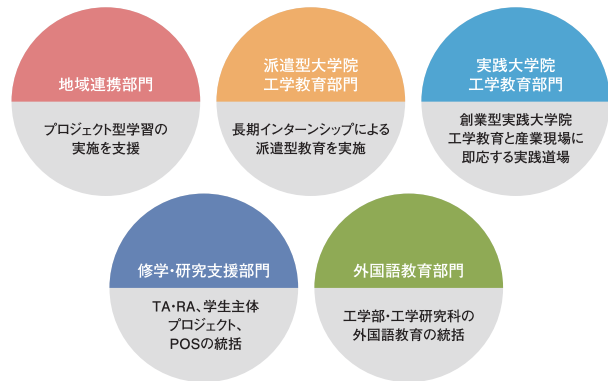 地域連携部門
プロジェクト型学習の
実施を支援
派遣型大学院
工学教育部門
長期インターンシップによる
派遣型教育を実施
実践大学院
工学教育部門
創業型実践大学院
工学教育と産業現場に
即応する実践道場
修学・研究支援部門
TA・RA、学生主体
プロジェクト、
POSの統括
外国語教育部門
工学部・工学研究科の
外国語教育の統括